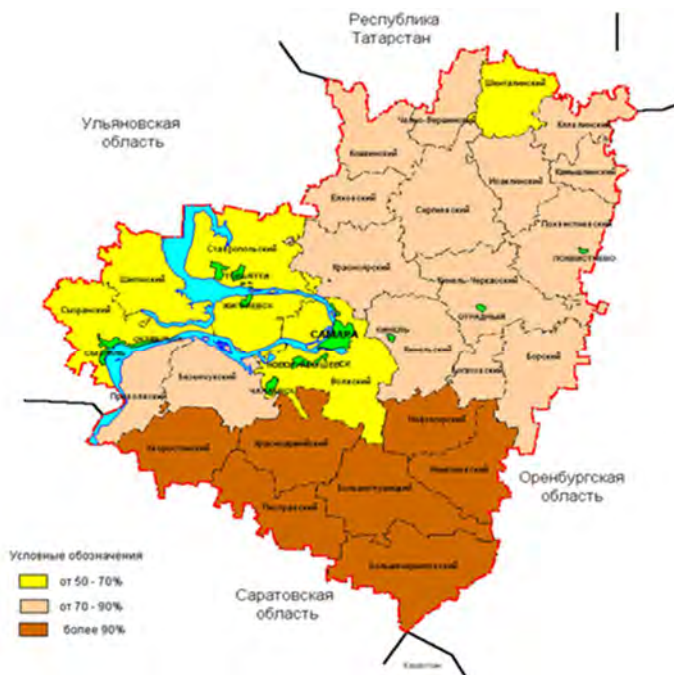 Республика
Татарстан
Ульяновская
область
Шенталинский
Челно-Вершинский
Клявлинский
Кошкинский
Камышлинский
Исаклинский
Елховский
Сергиевский
Похвистневский
Ставропольский
ПОХВИСТНЕВО
Красноярский
ТОЛЬЯТТИ
Шигонский
Кинель-Черкасский
Сызранский
ЖИГУЛЕВСК
ОТРАДНЫЙ
САМАРА
КИНЕЛЬ
Кинельский
Борский
СЫЗРАНЬ
Богатовский
НОВОКУЙБЫШЕВСК
Безенчукский
Волжский
Приволжский
Нефтегорский
Хворостянский
Красноармейский
Алексеевский
Оренбургская
область
Большеглушицкий
Пестравский
Большечерниговский
Условные обозначения
от 50 - 70%
от 70 - 90%
более 90%
Саратовская
область
Казахстан